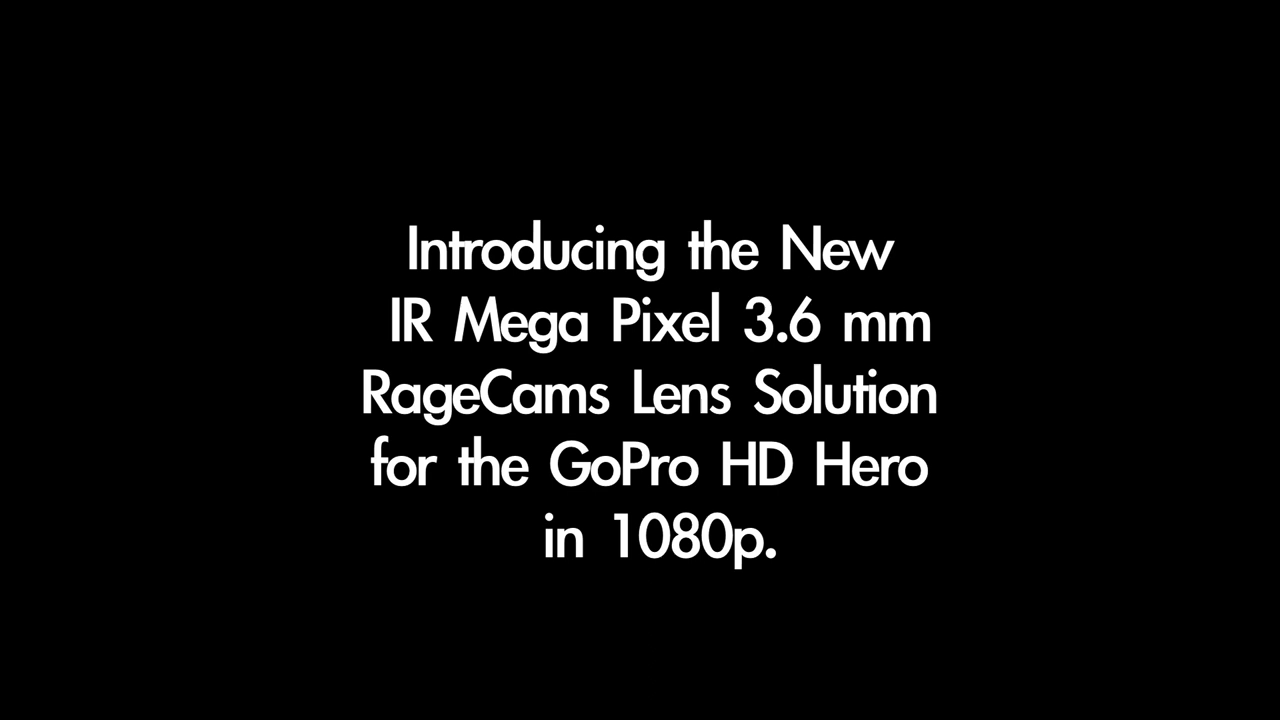 Introducing the New
IR Mega Pixel 3.6 mm
RageCams Lens Solution
for the GoPro HD Hero
in 1080p.